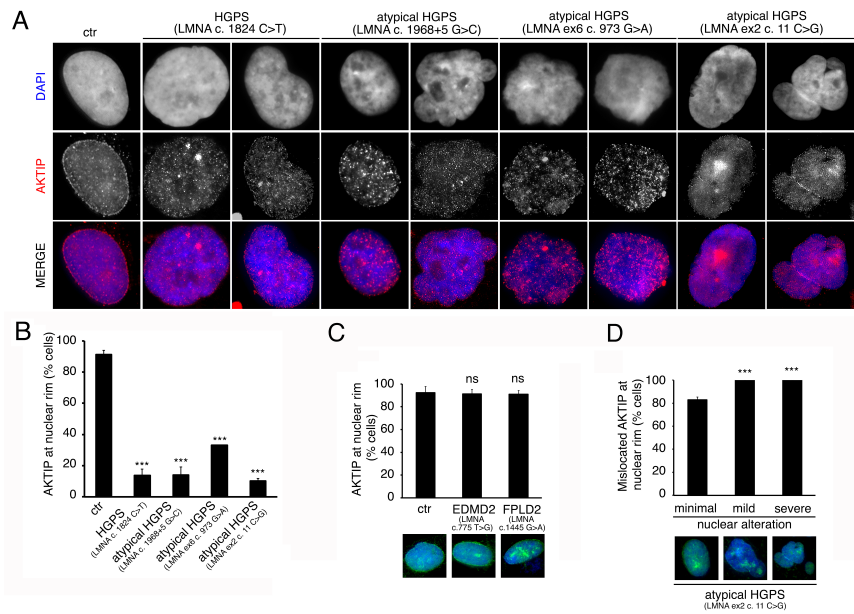 A
ctr
HGPS
(LMNA c. 1824 C>T)
atypical HGPS
(LMNA c. 1968+5 G>C)
atypical HGPS
(LMNA ex6 c. 973 G>A)
atypical HGPS
(LMNA ex2 c. 11 C>G)
DAPI
AKTIP
MERGE
B
AKTIP at nuclear rim (% cells)
100
80
60
40
20
0
***
***
***
***
ctr
HGPS
(LMNA c. 1824 C>T)
atypical HGPS
(LMNA c. 1968+5 G>C)
atypical HGPS
(LMNA ex6 c. 973 G>A)
atypical HGPS
(LMNA ex2 c. 11 C>G)
C
AKTIP at nuclear rim
(% cells)
100
80
60
40
20
0
ns
ns
ctr
EDMD2
(LMNA
c.775 T>G)
FPLD2
(LMNA
c.1445 G>A)
D
Mislocated AKTIP at
nuclear rim (% cells)
100
80
60
40
20
0
***
***
minimal
mild
severe
nuclear alteration
atypical HGPS
(LMNA ex2 c. 11 C>G)